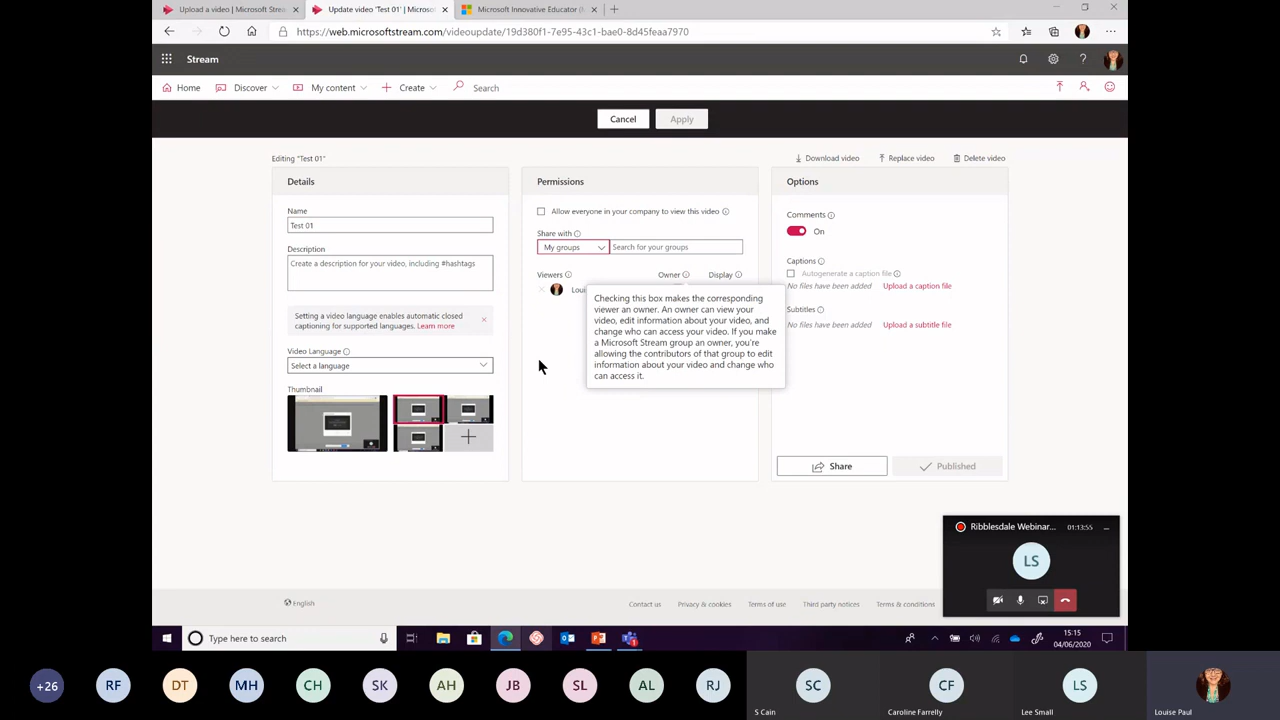 Upload a video | Microsoft Stream
Update video 'Test 01' | Microsof
Microsoft Innovative Educator (M
https://web.microsoftstream.com/videoupdate/19d380f1-7e95-43c1-bae0-8d45feaa7970
Stream
?
Home
Discover
My content
Create
Search
Cancel
Apply
Editing "Test 01"
Download video
Replace video
Delete video
Details
Name
Test 01
Description
Create a description for your video, including #hashtags
Setting a video language enables automatic closed
captioning for supported languages. Learn more
Video Language
Select a language
Thumbnail
Permissions
Allow everyone in your company to view this video
Share with
My groups
Search for your groups
Viewers
Owner
Display
Loui
Checking this box makes the corresponding
viewer an owner. An owner can view your
video, edit information about your video, and
change who can access your video. If you make
a Microsoft Stream group an owner, you're
allowing the contributors of that group to edit
information about your video and change who
can access it.
Options
Comments
On
Captions
Autogenerate a caption file
No files have been added
Upload a caption file
Subtitles
No files have been added
Upload a subtitle file
Share
Published
Ribblesdale Webinar...
01:13:55
LS
English
Contact us
Privacy & cookies
Terms of use
Third party notices
Terms & conditions
Type here to search
15:15
04/06/2020
+26
RF
DT
MH
CH
SK
AH
JB
SL
AL
RJ
SC
S Cain
CF
Caroline Farrelly
LS
Lee Small
Louise Paul